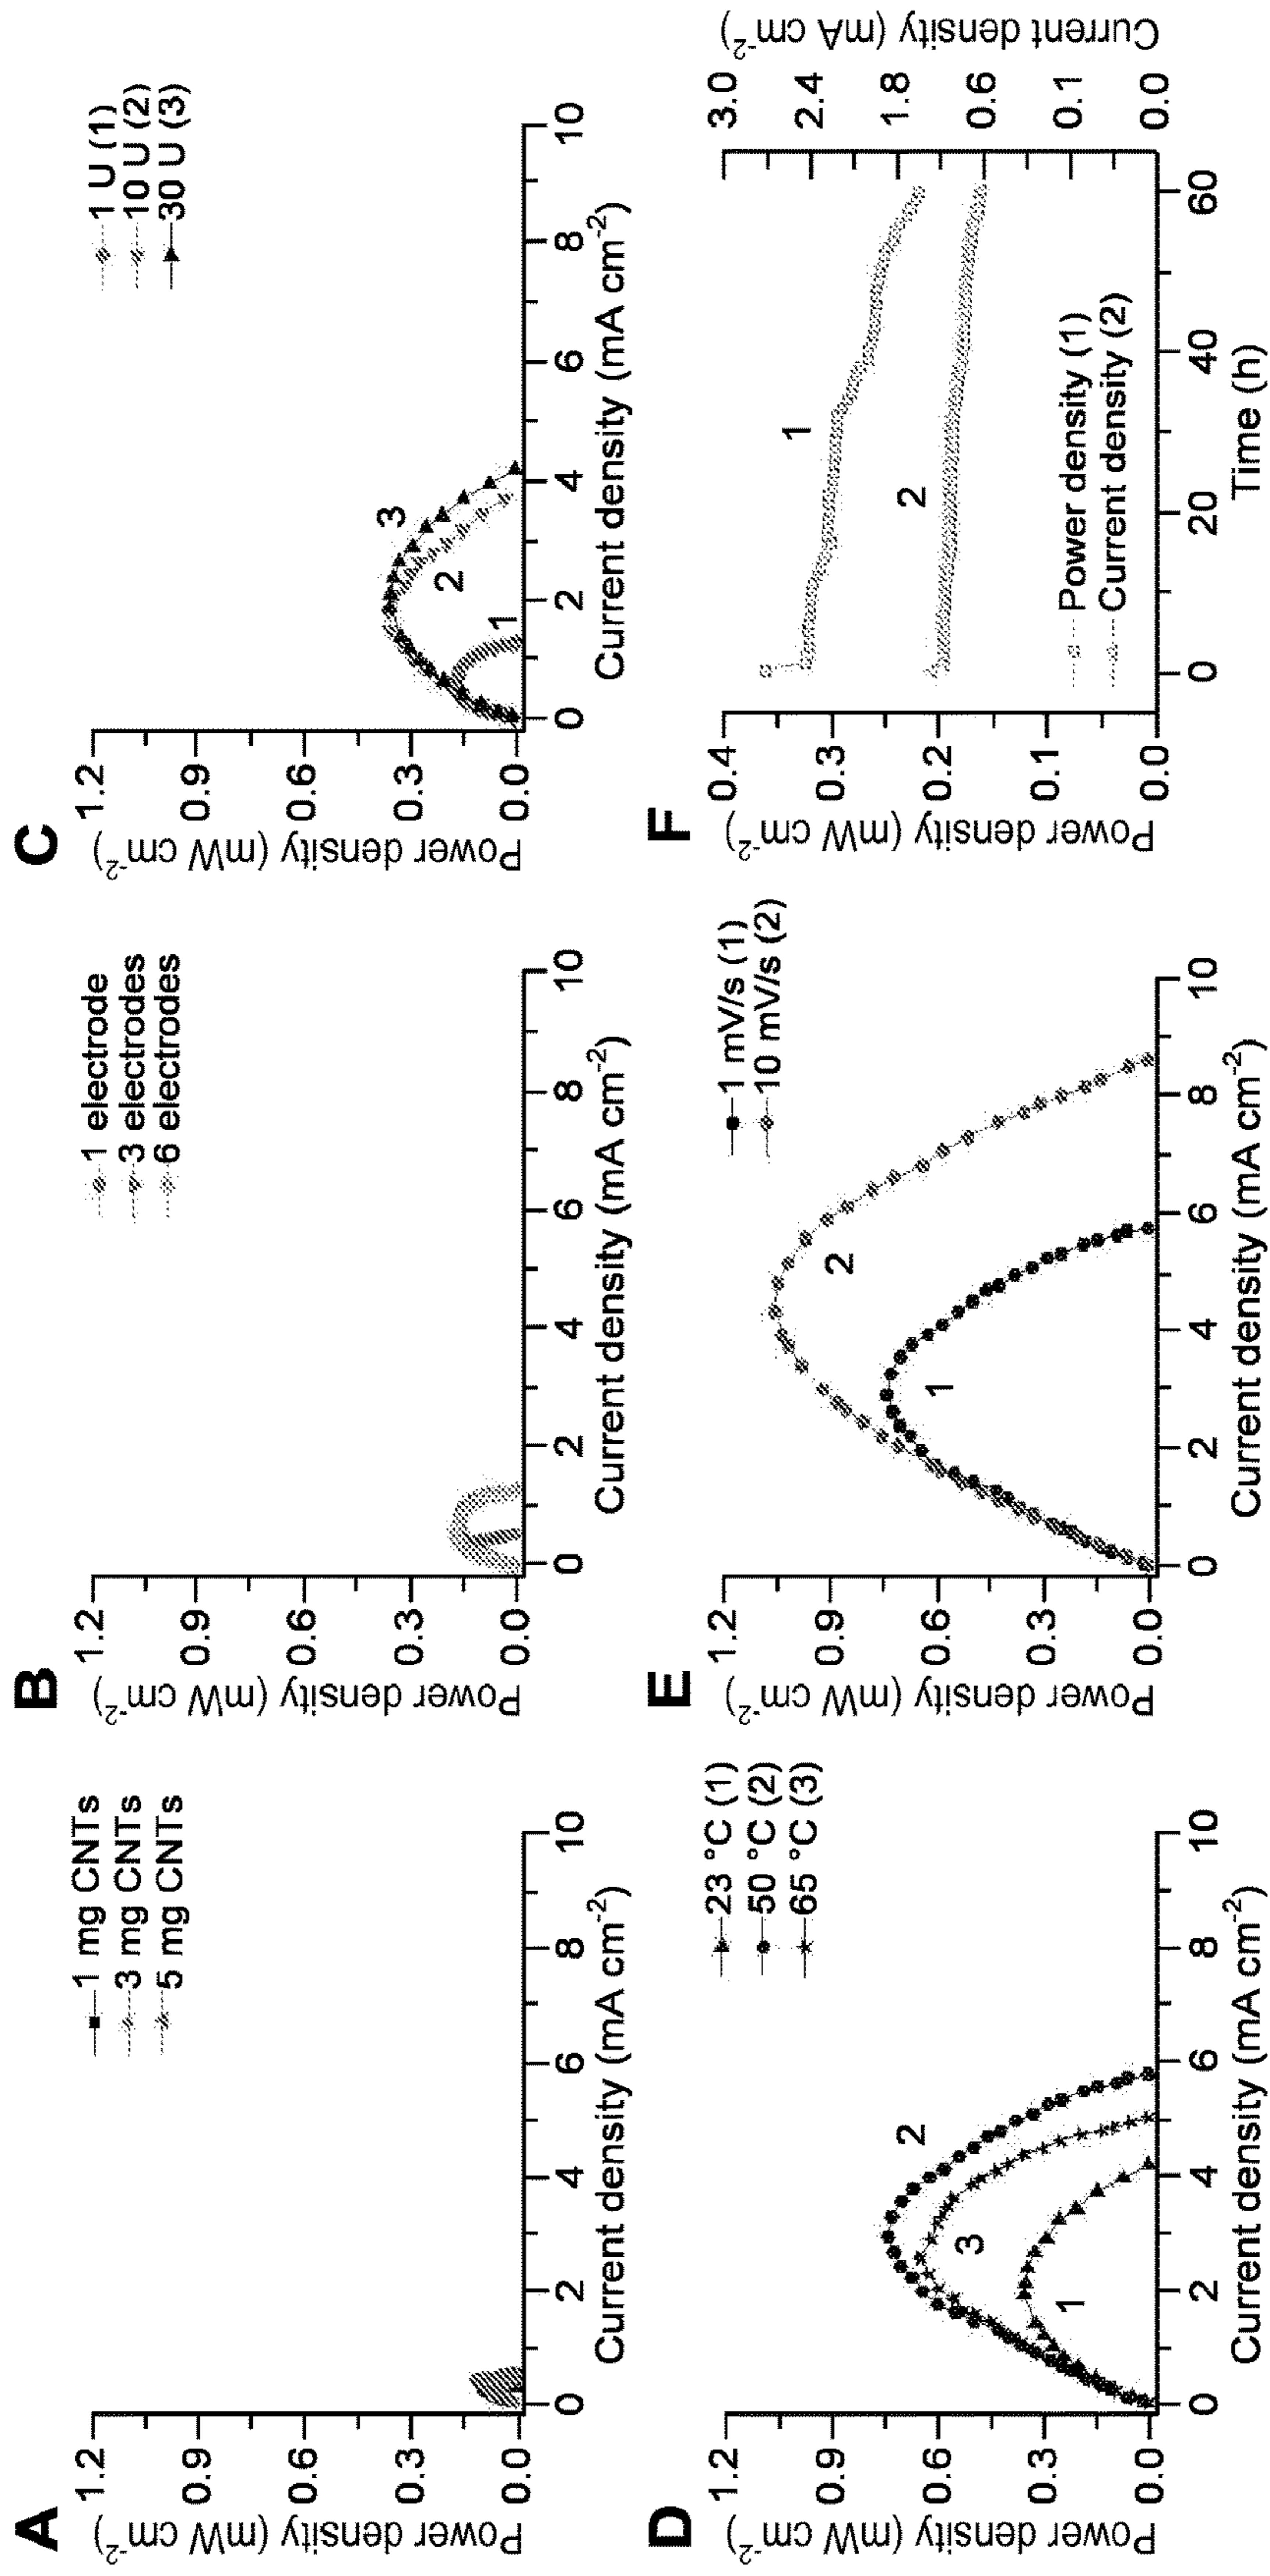 A
1.2
0.9
0.6
0.3
0.0
Power density (mW cm-2)
0 2 4 6 8 10
Current density (mA cm-2)
1 mg CNTs
3 mg CNTs
5 mg CNTs
B
1.2
0.9
0.6
0.3
0.0
Power density (mW cm-2)
0 2 4 6 8 10
Current density (mA cm-2)
1 electrode
3 electrodes
6 electrodes
C
1.2
0.9
0.6
0.3
0.0
Power density (mW cm-2)
0 2 4 6 8 10
Current density (mA cm-2)
1 U (1)
10 U (2)
30 U (3)
1
2
3
D
1.2
0.9
0.6
0.3
0.0
Power density (mW cm-2)
0 2 4 6 8 10
Current density (mA cm-2)
23 °C (1)
50 °C (2)
65 °C (3)
1
3
2
E
1.2
0.9
0.6
0.3
0.0
Power density (mW cm-2)
0 2 4 6 8 10
Current density (mA cm-2)
1 mV/s (1)
10 mV/s (2)
1
2
F
0.4
0.3
0.2
0.1
0.0
Power density (mW cm-2)
0 20 40 60
Time (h)
3.0
2.4
1.8
0.6
0.1
0.0
Current density (mA cm-2)
1
2
Power density (1)
Current density (2)